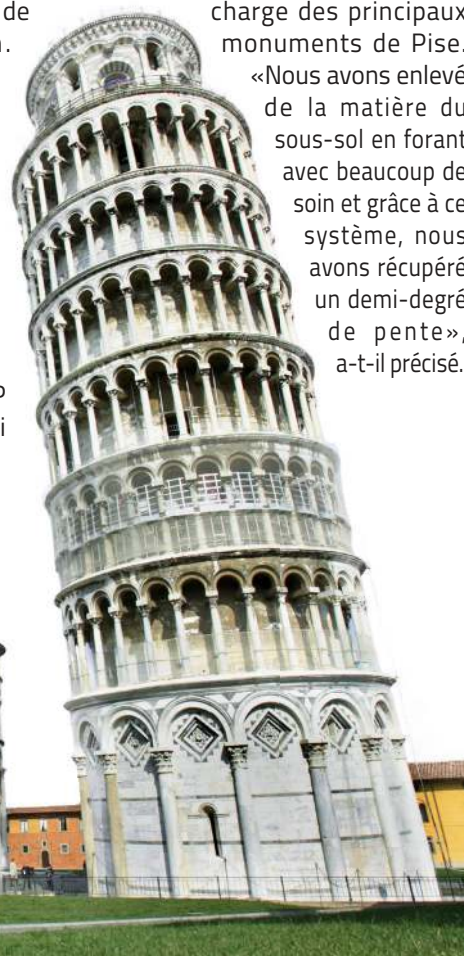 de
.
charge des principaux
monuments de Pise.
«Nous avons enlevé
de la matière du
sous-sol en forant
avec beaucoup de
soin et grâce à ce
système, nous
avons récupéré
un demi-degré
de pente»,
a-t-il précisé.
i